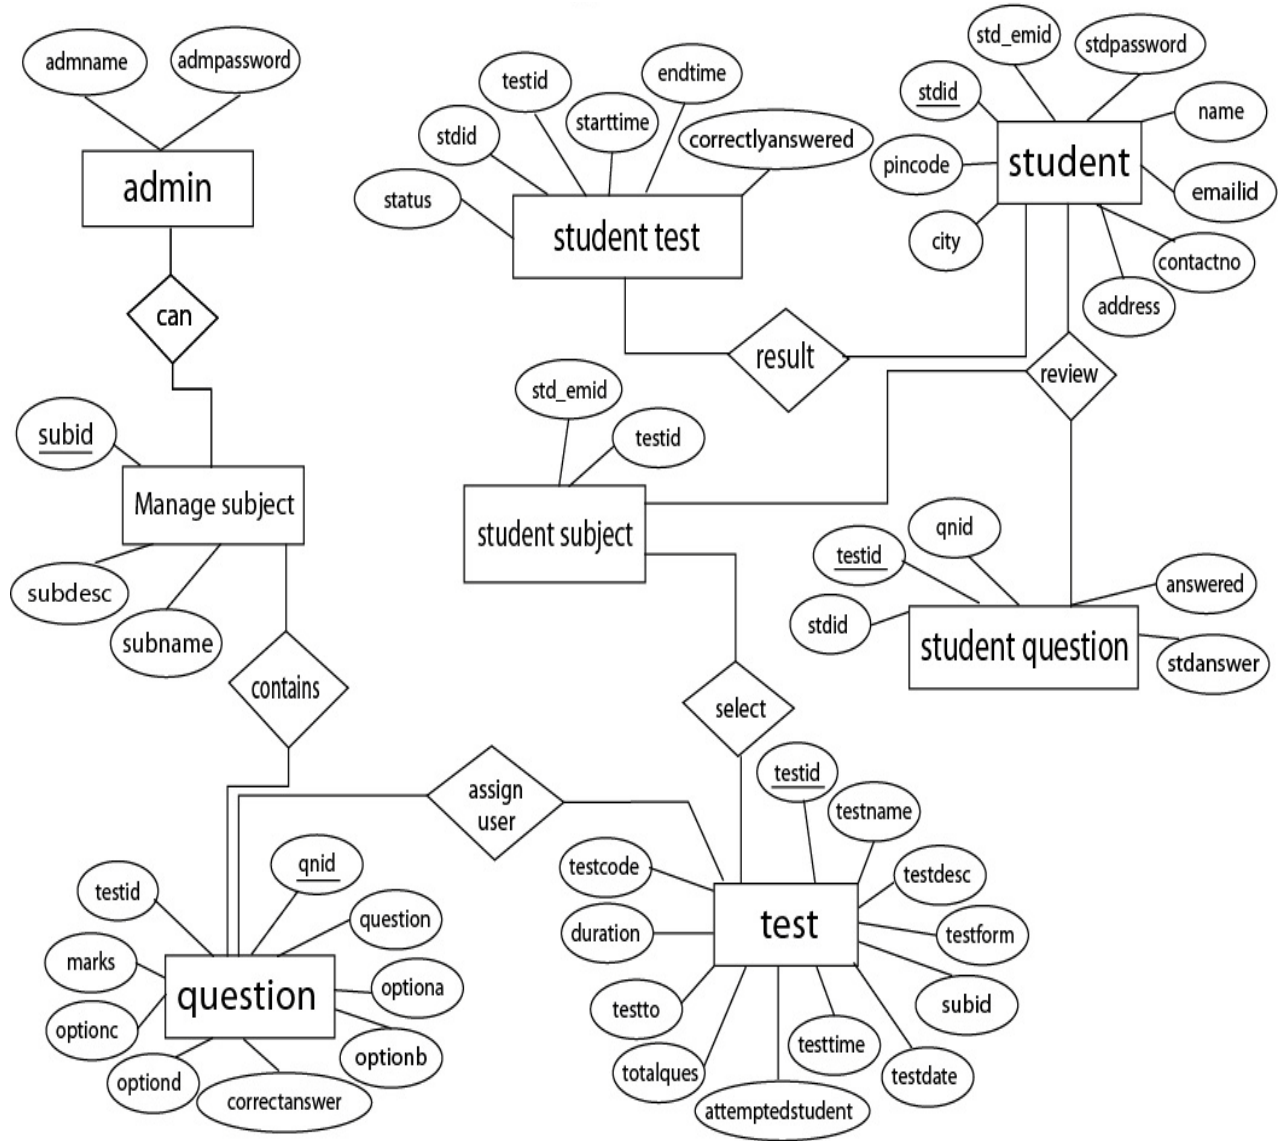 admname
admpassword
admin
can
subid
Manage subject
subdesc
subname
contains
status
stdid
testid
starttime
endtime
correctlyanswered
student test
result
std_emid
stdpassword
stdid
name
pincode
student
emailid
city
contactno
address
review
std_emid
testid
student subject
select
qnid
testid
stdid
answered
stdanswer
student question
assign
user
qnid
testid
question
marks
optiona
question
optionc
optionb
optiond
correctanswer
testid
testname
testcode
testdesc
duration
test
testform
testto
subid
testtime
totalques
testdate
attemptedstudent